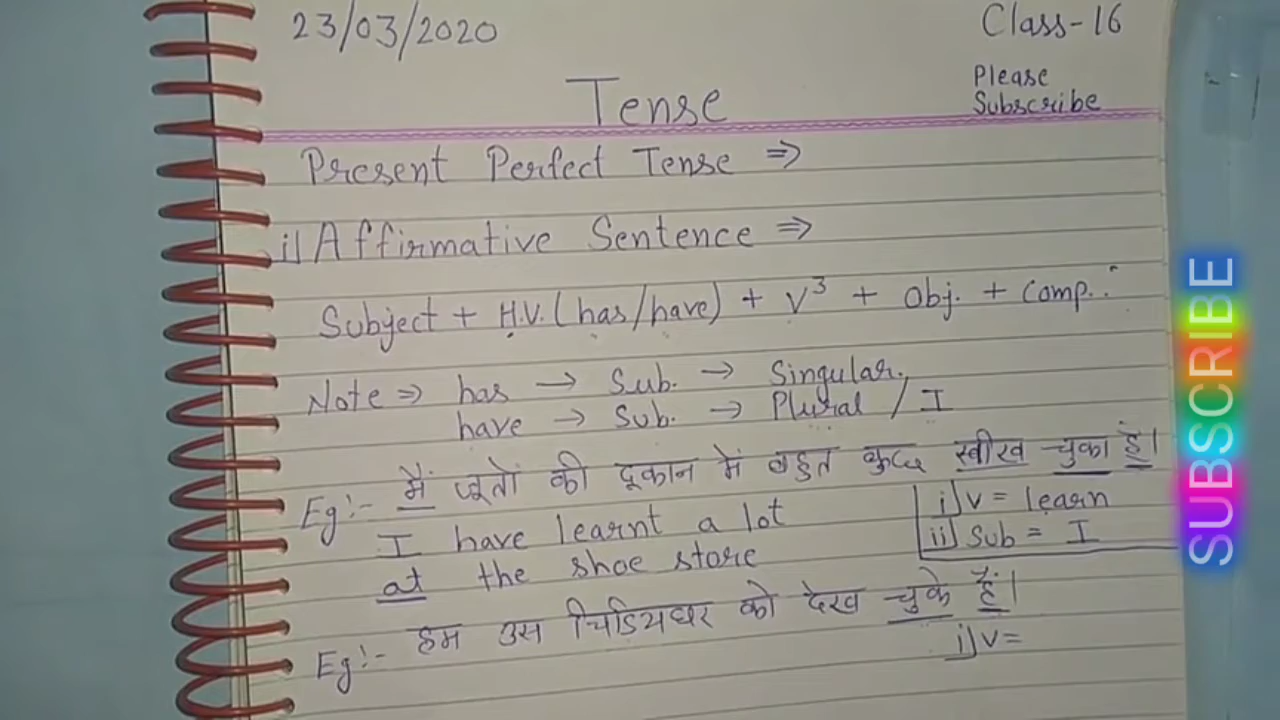 23/03/2020
Class-16
Please
Subscribe
Tense
Present Perfect Tense ⇒
i) Affirmative Sentence ⇒
Subject + H.V. (has/have) + V³ + Obj. + Comp.
Note ⇒ has → Sub. → Singular.
have → Sub. → Plural / I
Eg:- मैं जूतों की दूकान में बहुत कुछ सीख चुका हूँ।
I have learnt a lot
at the shoe store
i) V = learn
ii) Sub = I
Eg:- हम उस चिडियघर को देख चुके हैं।
i) V =
SUBSCRIBE